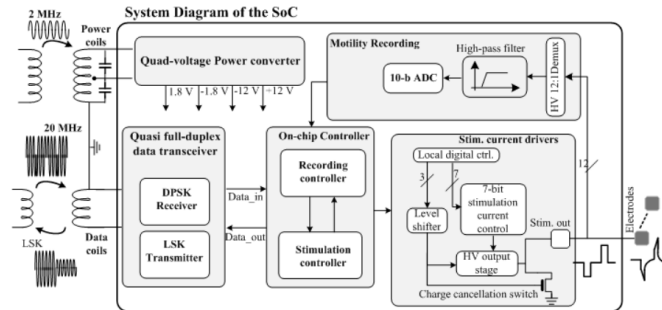 System Diagram of the SoC
2 MHz
Power
coils
Quad-voltage Power converter
1.8 V -1.8 V -12 V +12 V
Motility Recording
High-pass filter
10-b ADC
HV 12:1Demux
20 MHz
LSK
Data
coils
Quasi full-duplex
data transceiver
DPSK
Receiver
LSK
Transmitter
Data_in
Data_out
On-chip Controller
Recording
controller
Stimulation
controller
Stim. current drivers
Local digital ctrl.
3
7
12
Level
shifter
7-bit
stimulation
current
control
HV output
stage
Stim. out
Charge cancellation switch
Electrodes